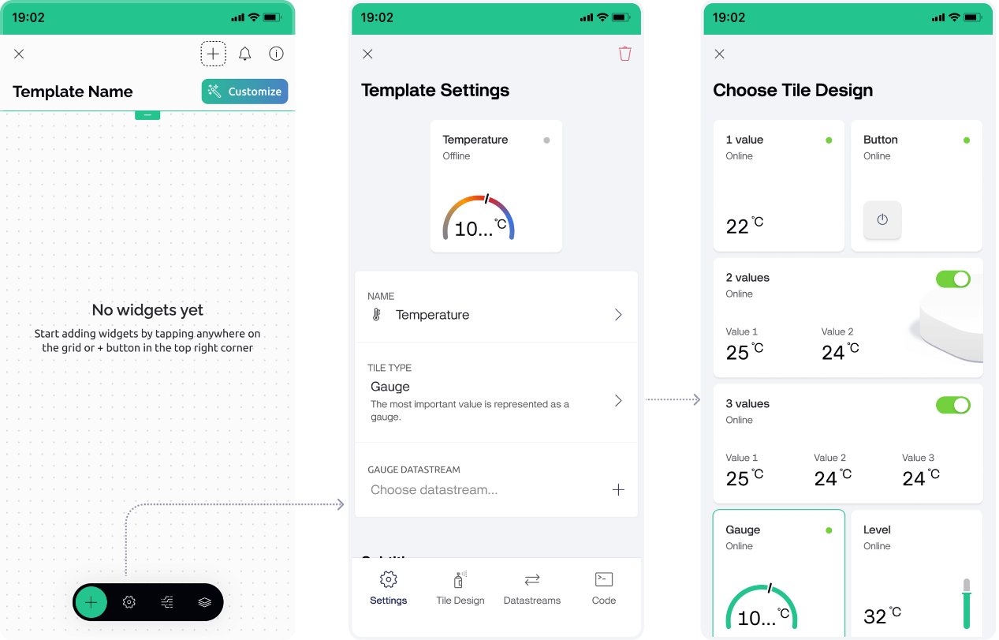 19:02
Template Name
Customize
No widgets yet
Start adding widgets by tapping anywhere on
the grid or + button in the top right corner
19:02
Template Settings
Temperature
Offline
10... °C
NAME
Temperature
TILE TYPE
Gauge
The most important value is represented as a
gauge.
GAUGE DATASTREAM
Choose datastream...
Settings
Tile Design
Datastreams
Code
19:02
Choose Tile Design
1 value
Online
22 °C
Button
Online
2 values
Online
Value 1
25 °C
Value 2
24 °C
3 values
Online
Value 1
25 °C
Value 2
24 °C
Value 3
24 °C
Gauge
Online
10... °C
Level
Online
32 °C